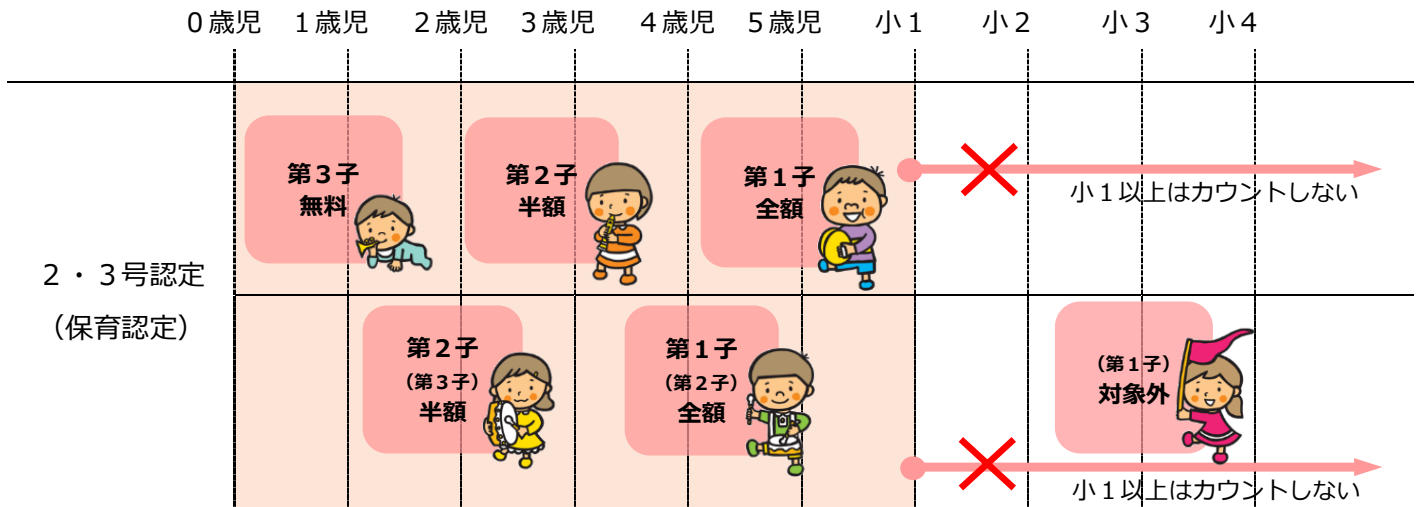 ０歳児 １歳児 ２歳児 ３歳児 ４歳児 ５歳児 小１ 小２ 小３ 小４
２・３号認定
（保育認定）
第３子
無料
第２子
半額
第１子
全額
小１以上はカウントしない
第２子
（第３子）
半額
第１子
（第２子）
全額
（第１子）
対象外
小１以上はカウントしない